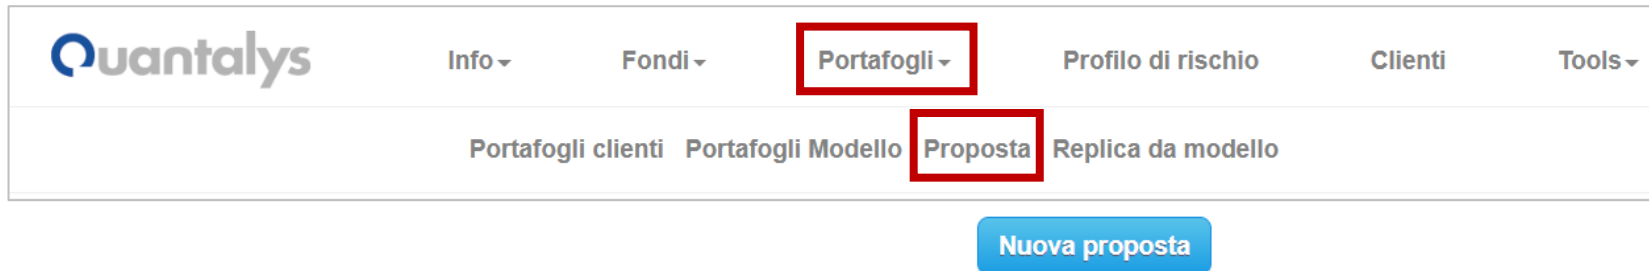 Quantalys Info Fondi Portafogli Profilo di rischio Clienti Tools
Portafogli clienti Portafogli Modello Proposta Replica da modello
Nuova proposta